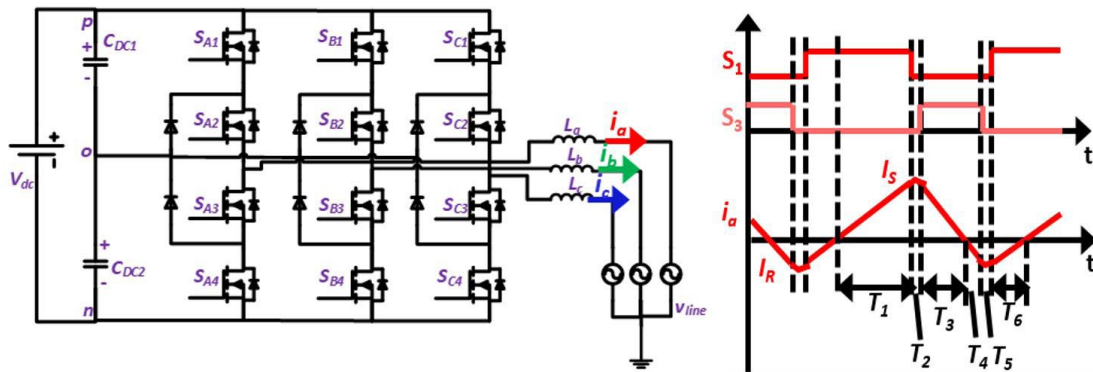 p
+
C_DC1
-
S_A1
S_B1
S_C1
S_A2
S_B2
S_C2
+
-
V_dc
o
L_a
i_a
L_b
i_b
L_c
i_c
S_A3
S_B3
S_C3
+
C_DC2
-
S_A4
S_B4
S_C4
n
v_line
S_1
S_3
t
I_S
i_a
t
I_R
T_1
T_3
T_6
T_2
T_4
T_5